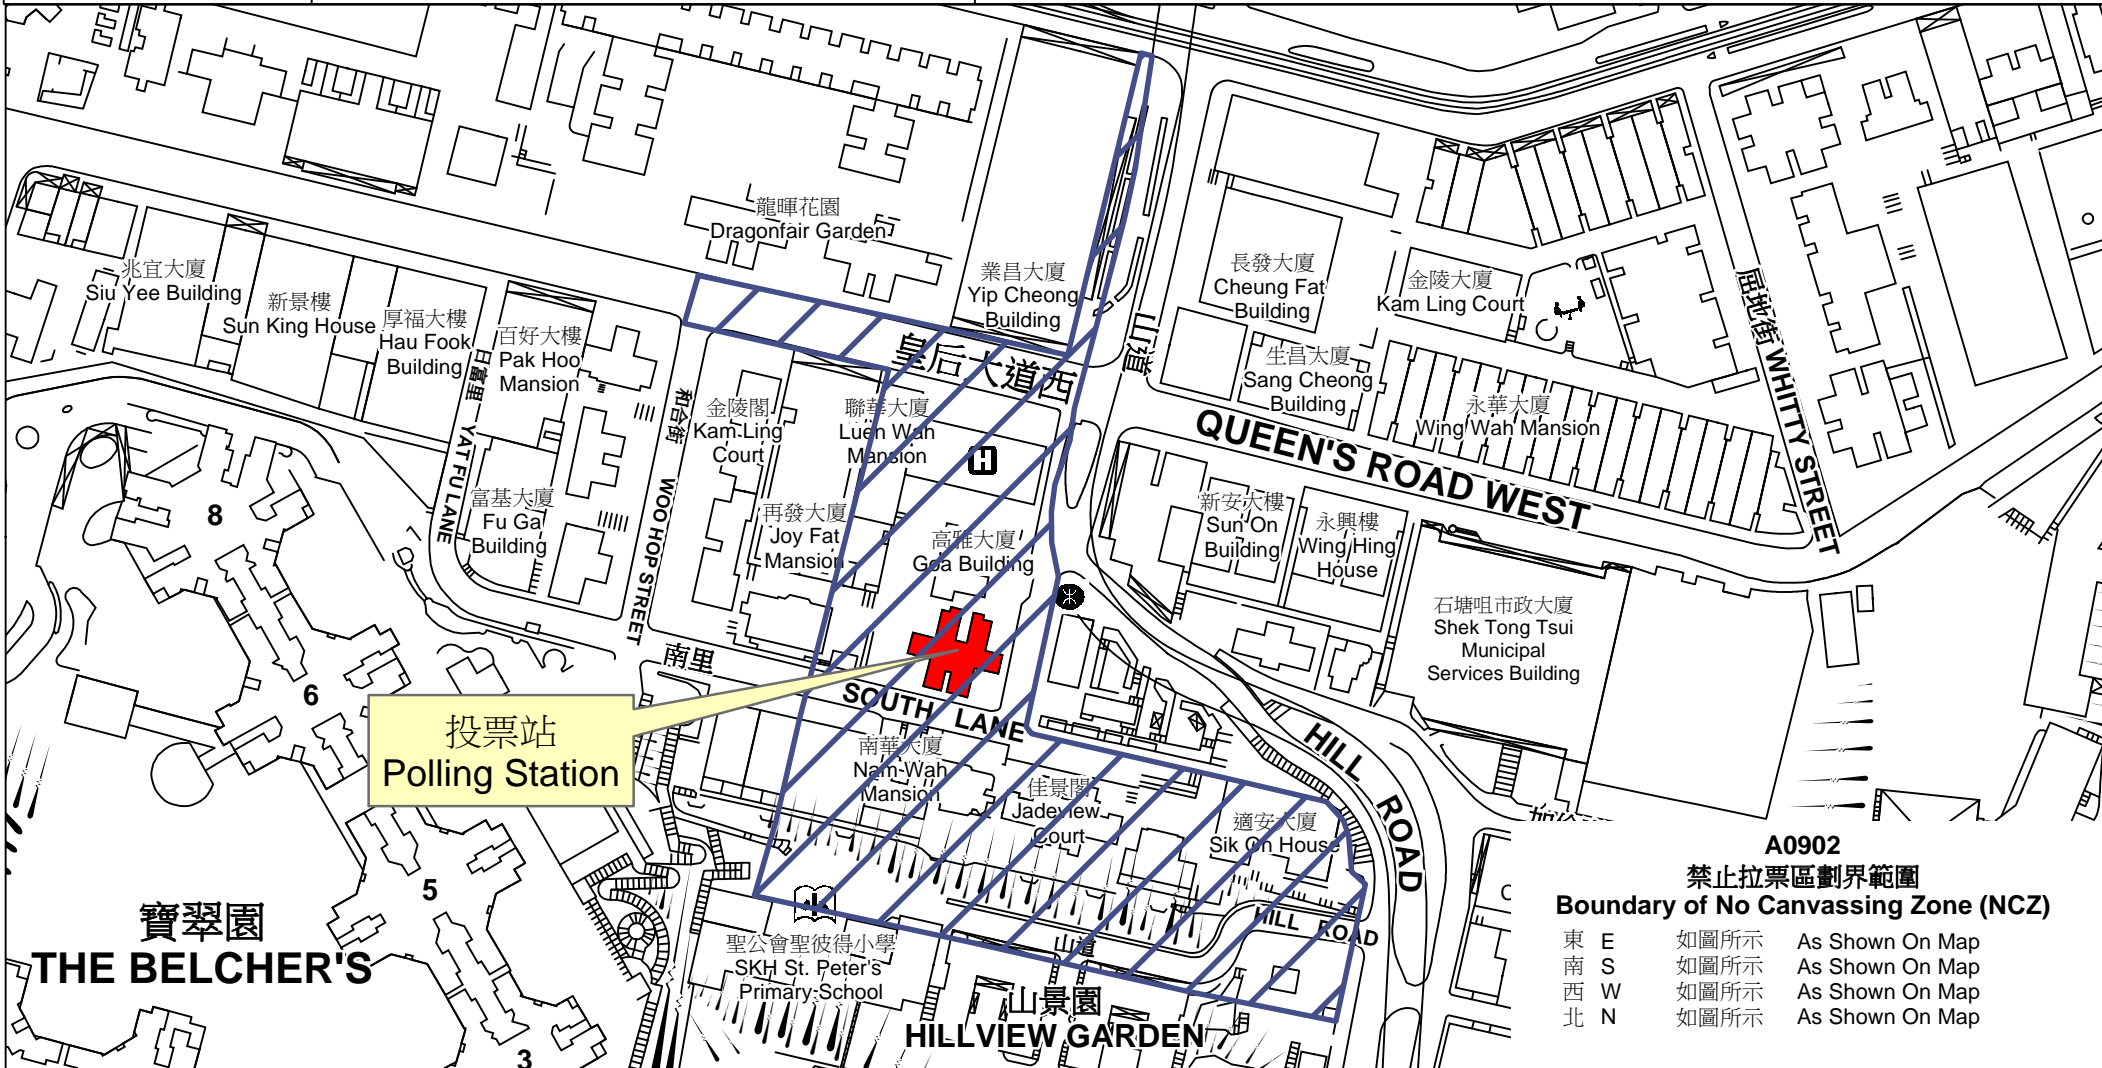 龍暉花園
Dragonfair Garden
兆宜大廈
Siu Yee Building
新景樓
Sun King House
厚福大樓
Hau Fook
Building
百好大樓
Pak Hoo
Mansion
業昌大廈
Yip Cheong
Building
長發大廈
Cheung Fat
Building
金陵大廈
Kam Ling Court
山道
屈地街 WHITTY STREET
皇后大道西
QUEEN'S ROAD WEST
生昌大廈
Sang Cheong
Building
永華大廈
Wing Wah Mansion
日富里 YAT FU LANE
和合街 WOO HOP STREET
金陵閣
Kam Ling
Court
聯華大廈
Luen Wah
Mansion
H
富基大廈
Fu Ga
Building
再發大廈
Joy Fat
Mansion
高雅大廈
Goa Building
新安大樓
Sun On
Building
永興樓
Wing Hing
House
石塘咀市政大廈
Shek Tong Tsui
Municipal
Services Building
8
6
5
3
南里
SOUTH LANE
投票站
Polling Station
南華大廈
Nam Wah
Mansion
佳景閣
Jadeview
Court
適安大廈
Sik On House
HILL ROAD
寶翠園
THE BELCHER'S
聖公會聖彼得小學
SKH St. Peter's
Primary School
山道
HILL ROAD
山景園
HILLVIEW GARDEN
A0902
禁止拉票區劃界範圍
Boundary of No Canvassing Zone (NCZ)
東 E 如圖所示 As Shown On Map
南 S 如圖所示 As Shown On Map
西 W 如圖所示 As Shown On Map
北 N 如圖所示 As Shown On Map